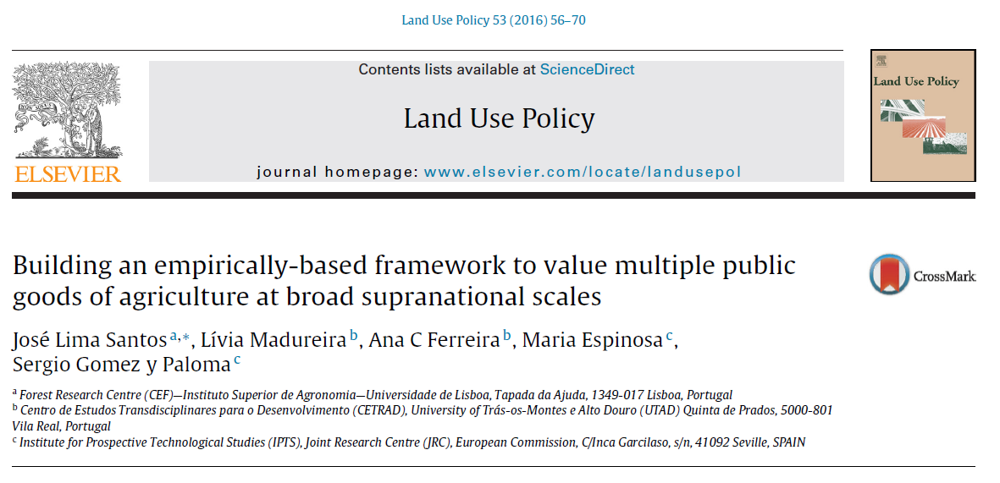 Land Use Policy 53 (2016) 56–70
Contents lists available at ScienceDirect
Land Use Policy
journal homepage: www.elsevier.com/locate/landusepol
ELSEVIER
Land Use Policy
Building an empirically-based framework to value multiple public
goods of agriculture at broad supranational scales
CrossMark
José Lima Santos a,∗, Lívia Madureira b, Ana C Ferreira b, Maria Espinosa c,
Sergio Gomez y Paloma c
a Forest Research Centre (CEF)—Instituto Superior de Agronomia—Universidade de Lisboa, Tapada da Ajuda, 1349-017 Lisboa, Portugal
b Centro de Estudos Transdisciplinares para o Desenvolvimento (CETRAD), University of Trás-os-Montes e Alto Douro (UTAD) Quinta de Prados, 5000-801
Vila Real, Portugal
c Institute for Prospective Technological Studies (IPTS), Joint Research Centre (JRC), European Commission, C/Inca Garcilaso, s/n, 41092 Seville, SPAIN